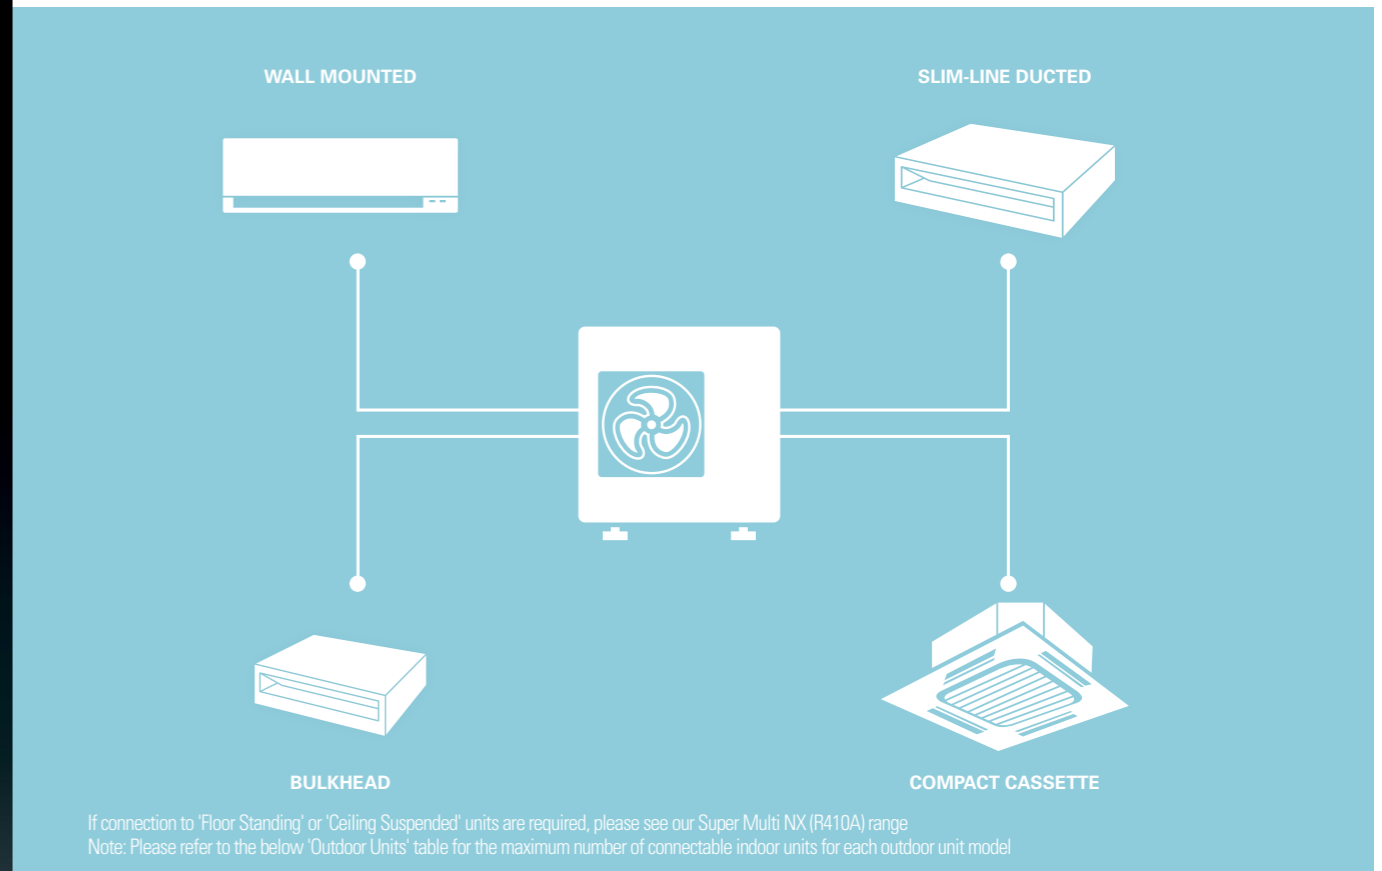 WALL MOUNTED
SLIM-LINE DUCTED
BULKHEAD
COMPACT CASSETTE
If connection to 'Floor Standing' or 'Ceiling Suspended' units are required, please see our Super Multi NX (R410A) range
Note: Please refer to the below 'Outdoor Units' table for the maximum number of connectable indoor units for each outdoor unit model